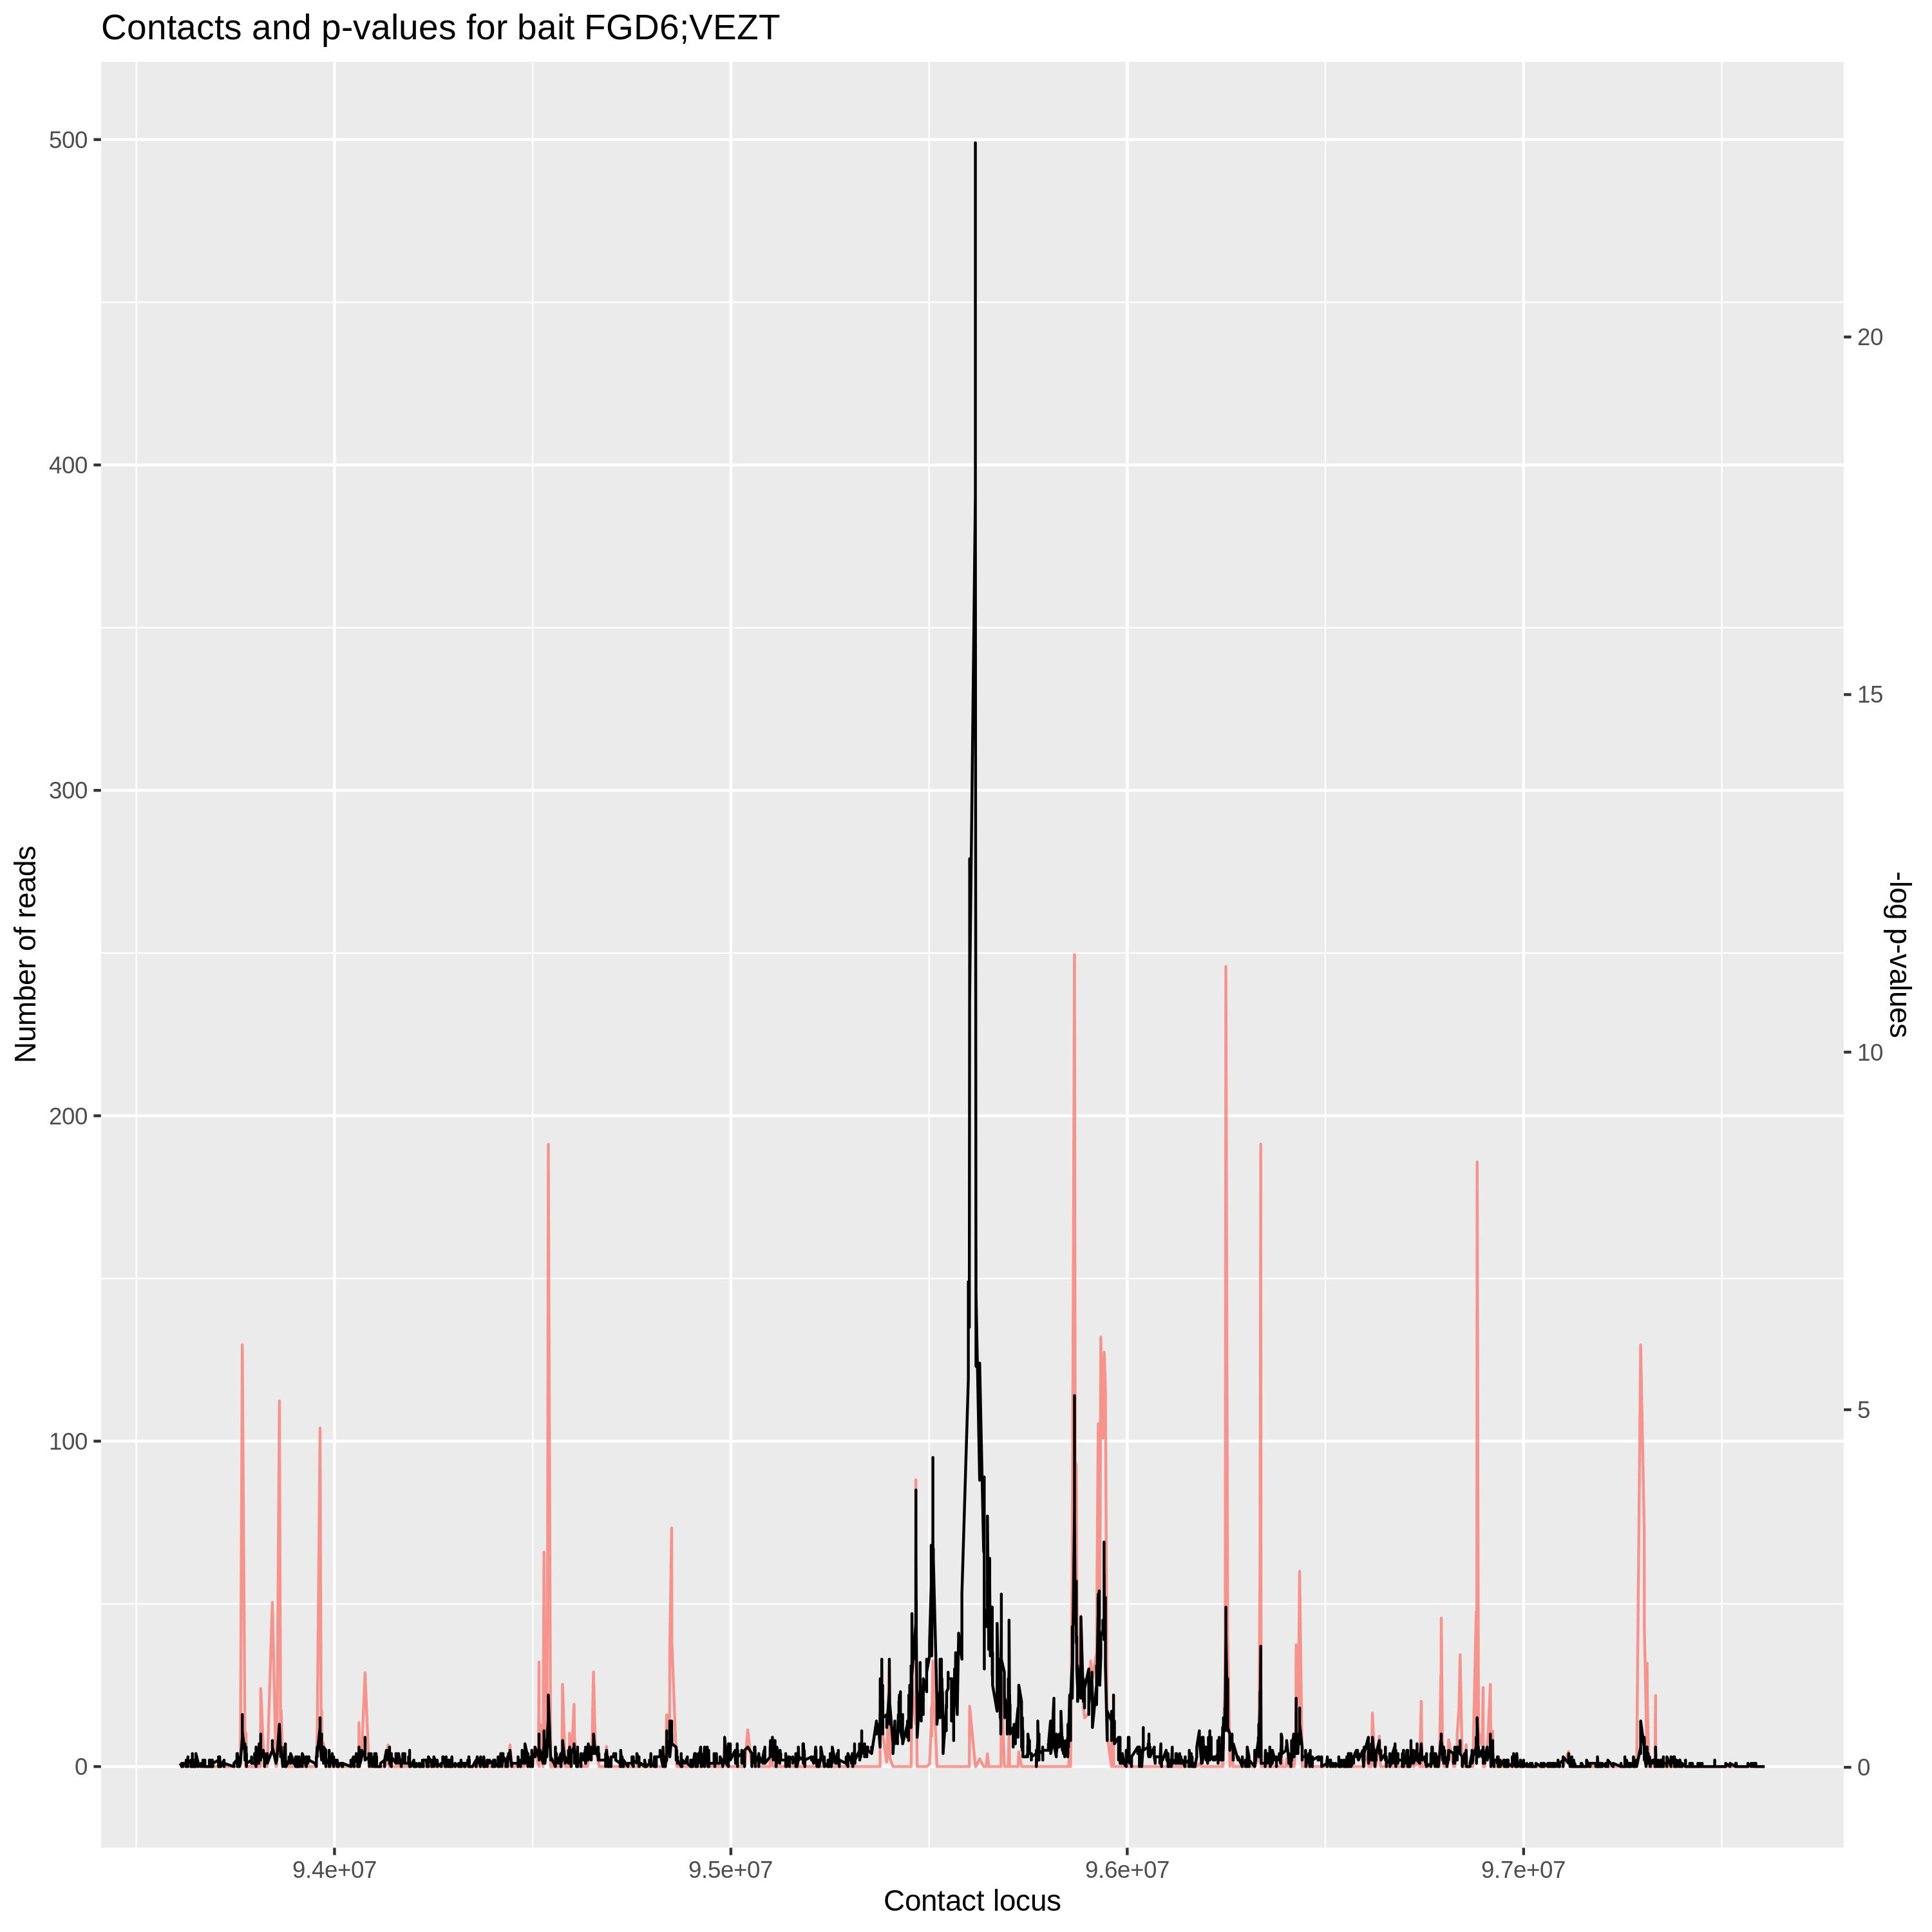 Contacts and p-values for bait FGD6;VEZT
500
400
300
200
100
0
Number of reads
20
15
10
5
0
-log p-values
9.4e+07 9.5e+07 9.6e+07 9.7e+07
Contact locus